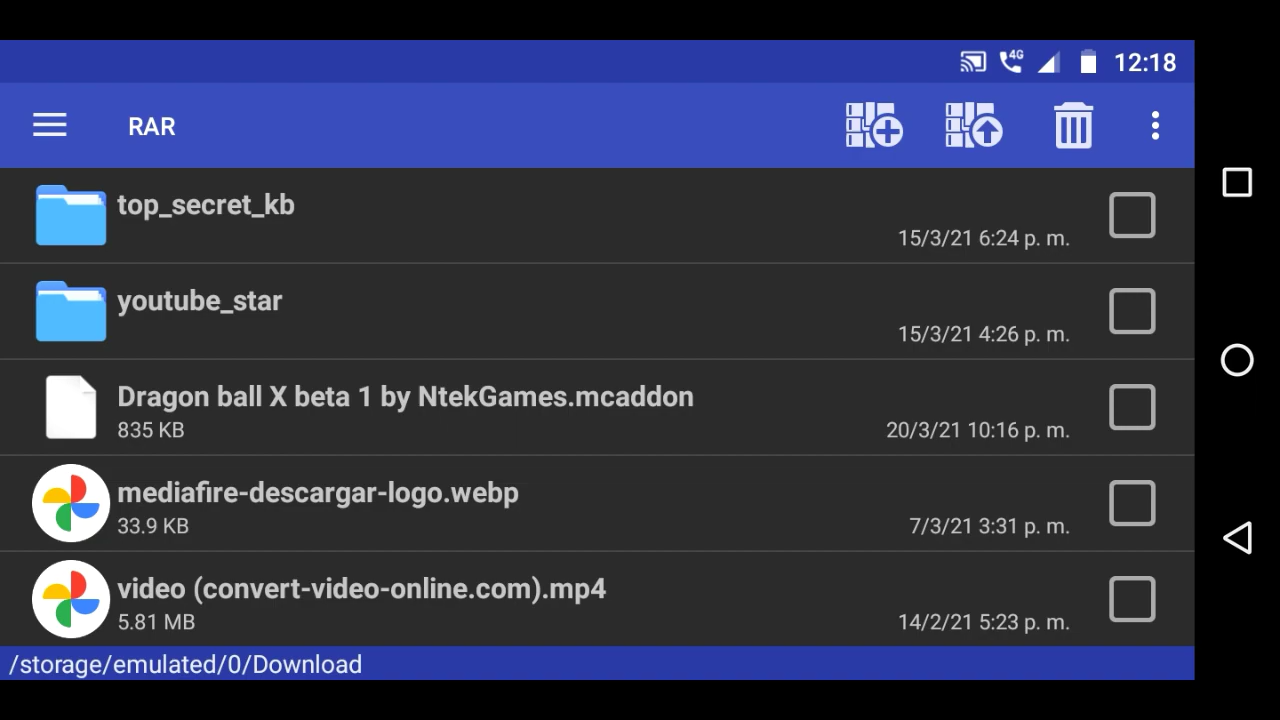 4G 12:18
RAR
top_secret_kb
15/3/21 6:24 p. m.
youtube_star
15/3/21 4:26 p. m.
Dragon ball X beta 1 by NtekGames.mcaddon
835 KB
20/3/21 10:16 p. m.
mediafire-descargar-logo.webp
33.9 KB
7/3/21 3:31 p. m.
video (convert-video-online.com).mp4
5.81 MB
14/2/21 5:23 p. m.
/storage/emulated/0/Download